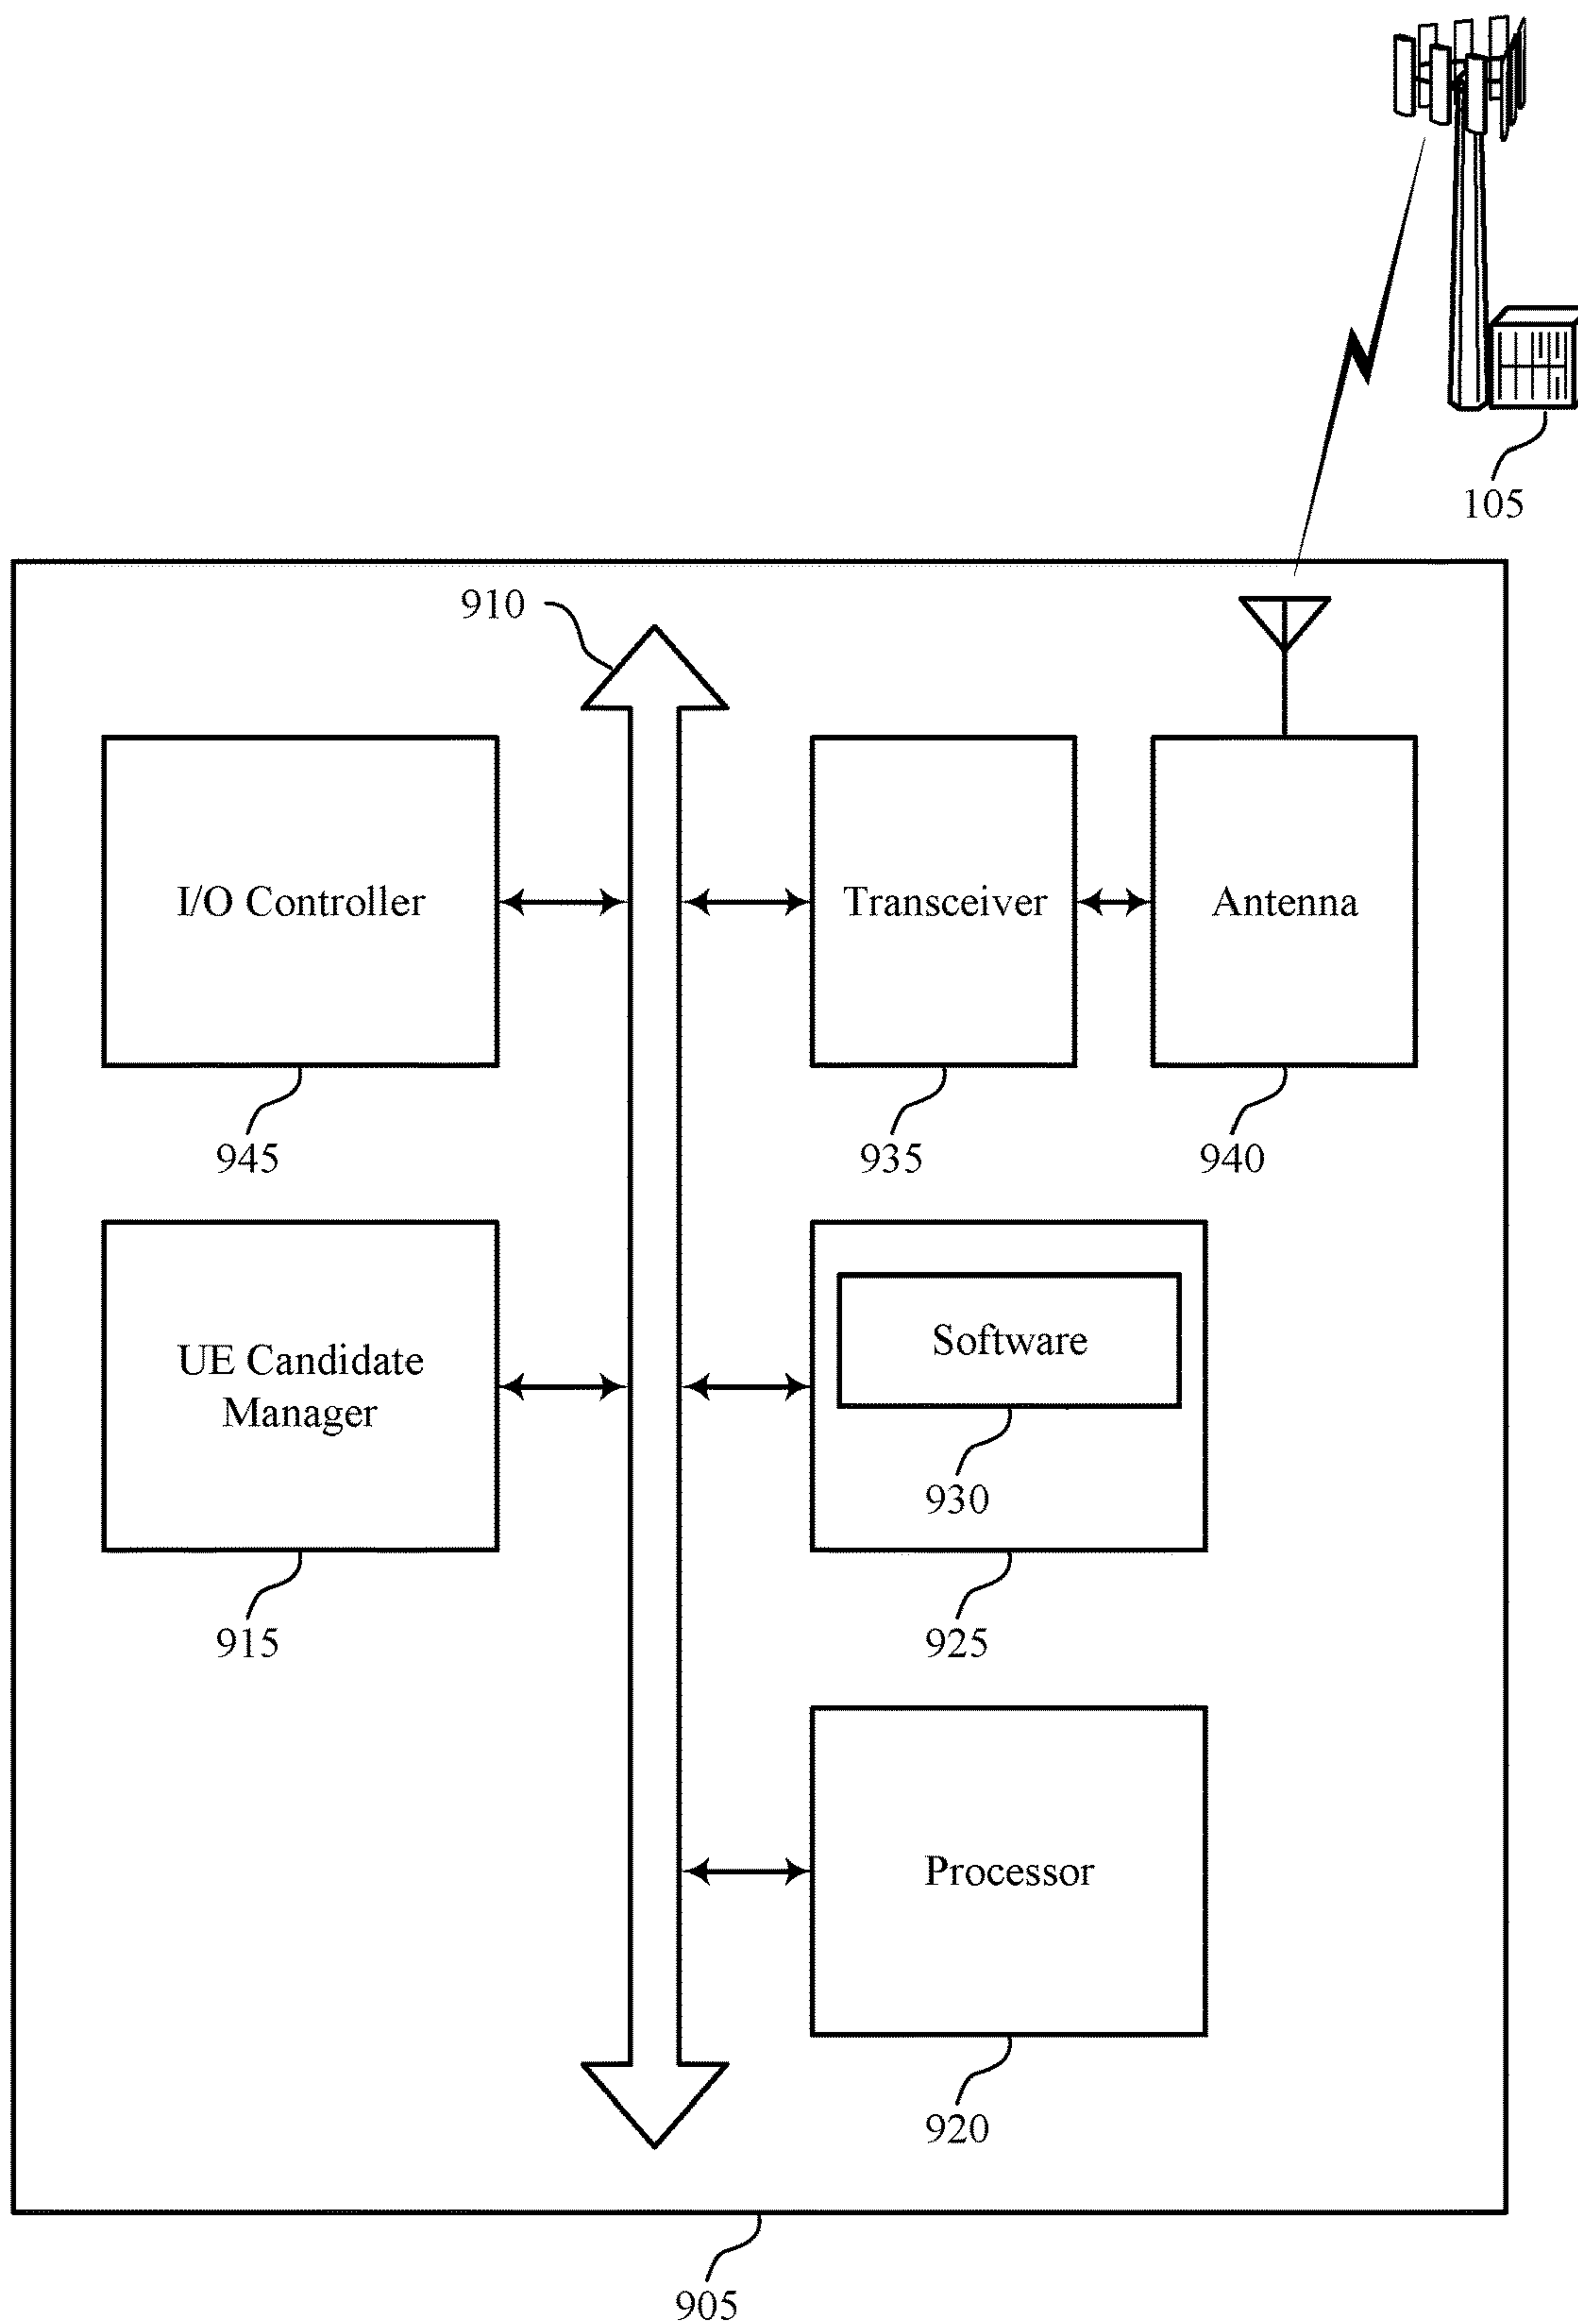 105
910
I/O Controller
Transceiver
Antenna
945
935
940
UE Candidate
Manager
Software
930
915
925
Processor
920
905